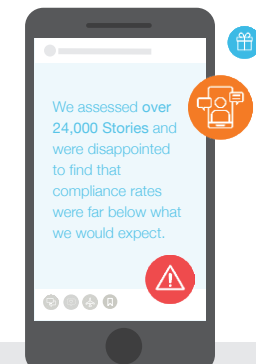 We assessed over
24,000 Stories and
were disappointed
to find that
compliance rates
were far below what
we would expect.